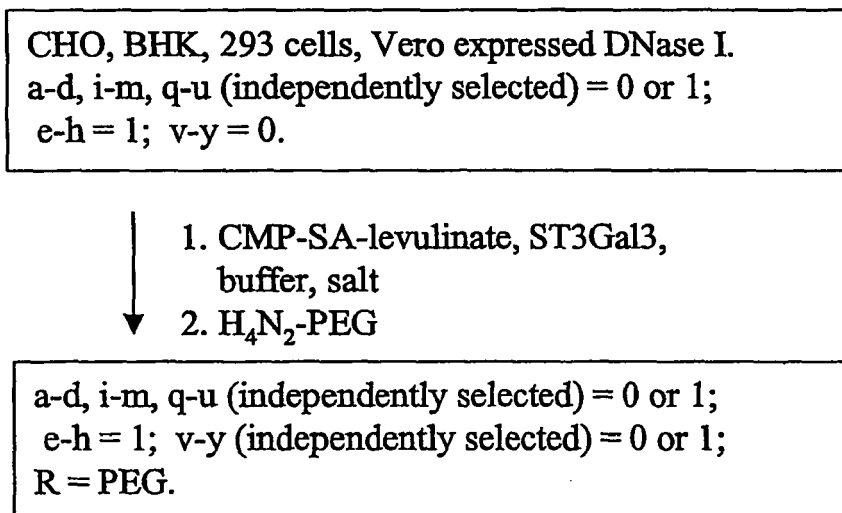 CHO, BHK, 293 cells, Vero expressed DNase I.
a-d, i-m, q-u (independently selected) = 0 or 1;
e-h = 1; v-y = 0.
1. CMP-SA-levulinate, ST3Gal3,
buffer, salt
2. H₄N₂-PEG
a-d, i-m, q-u (independently selected) = 0 or 1;
e-h = 1; v-y (independently selected) = 0 or 1;
R = PEG.